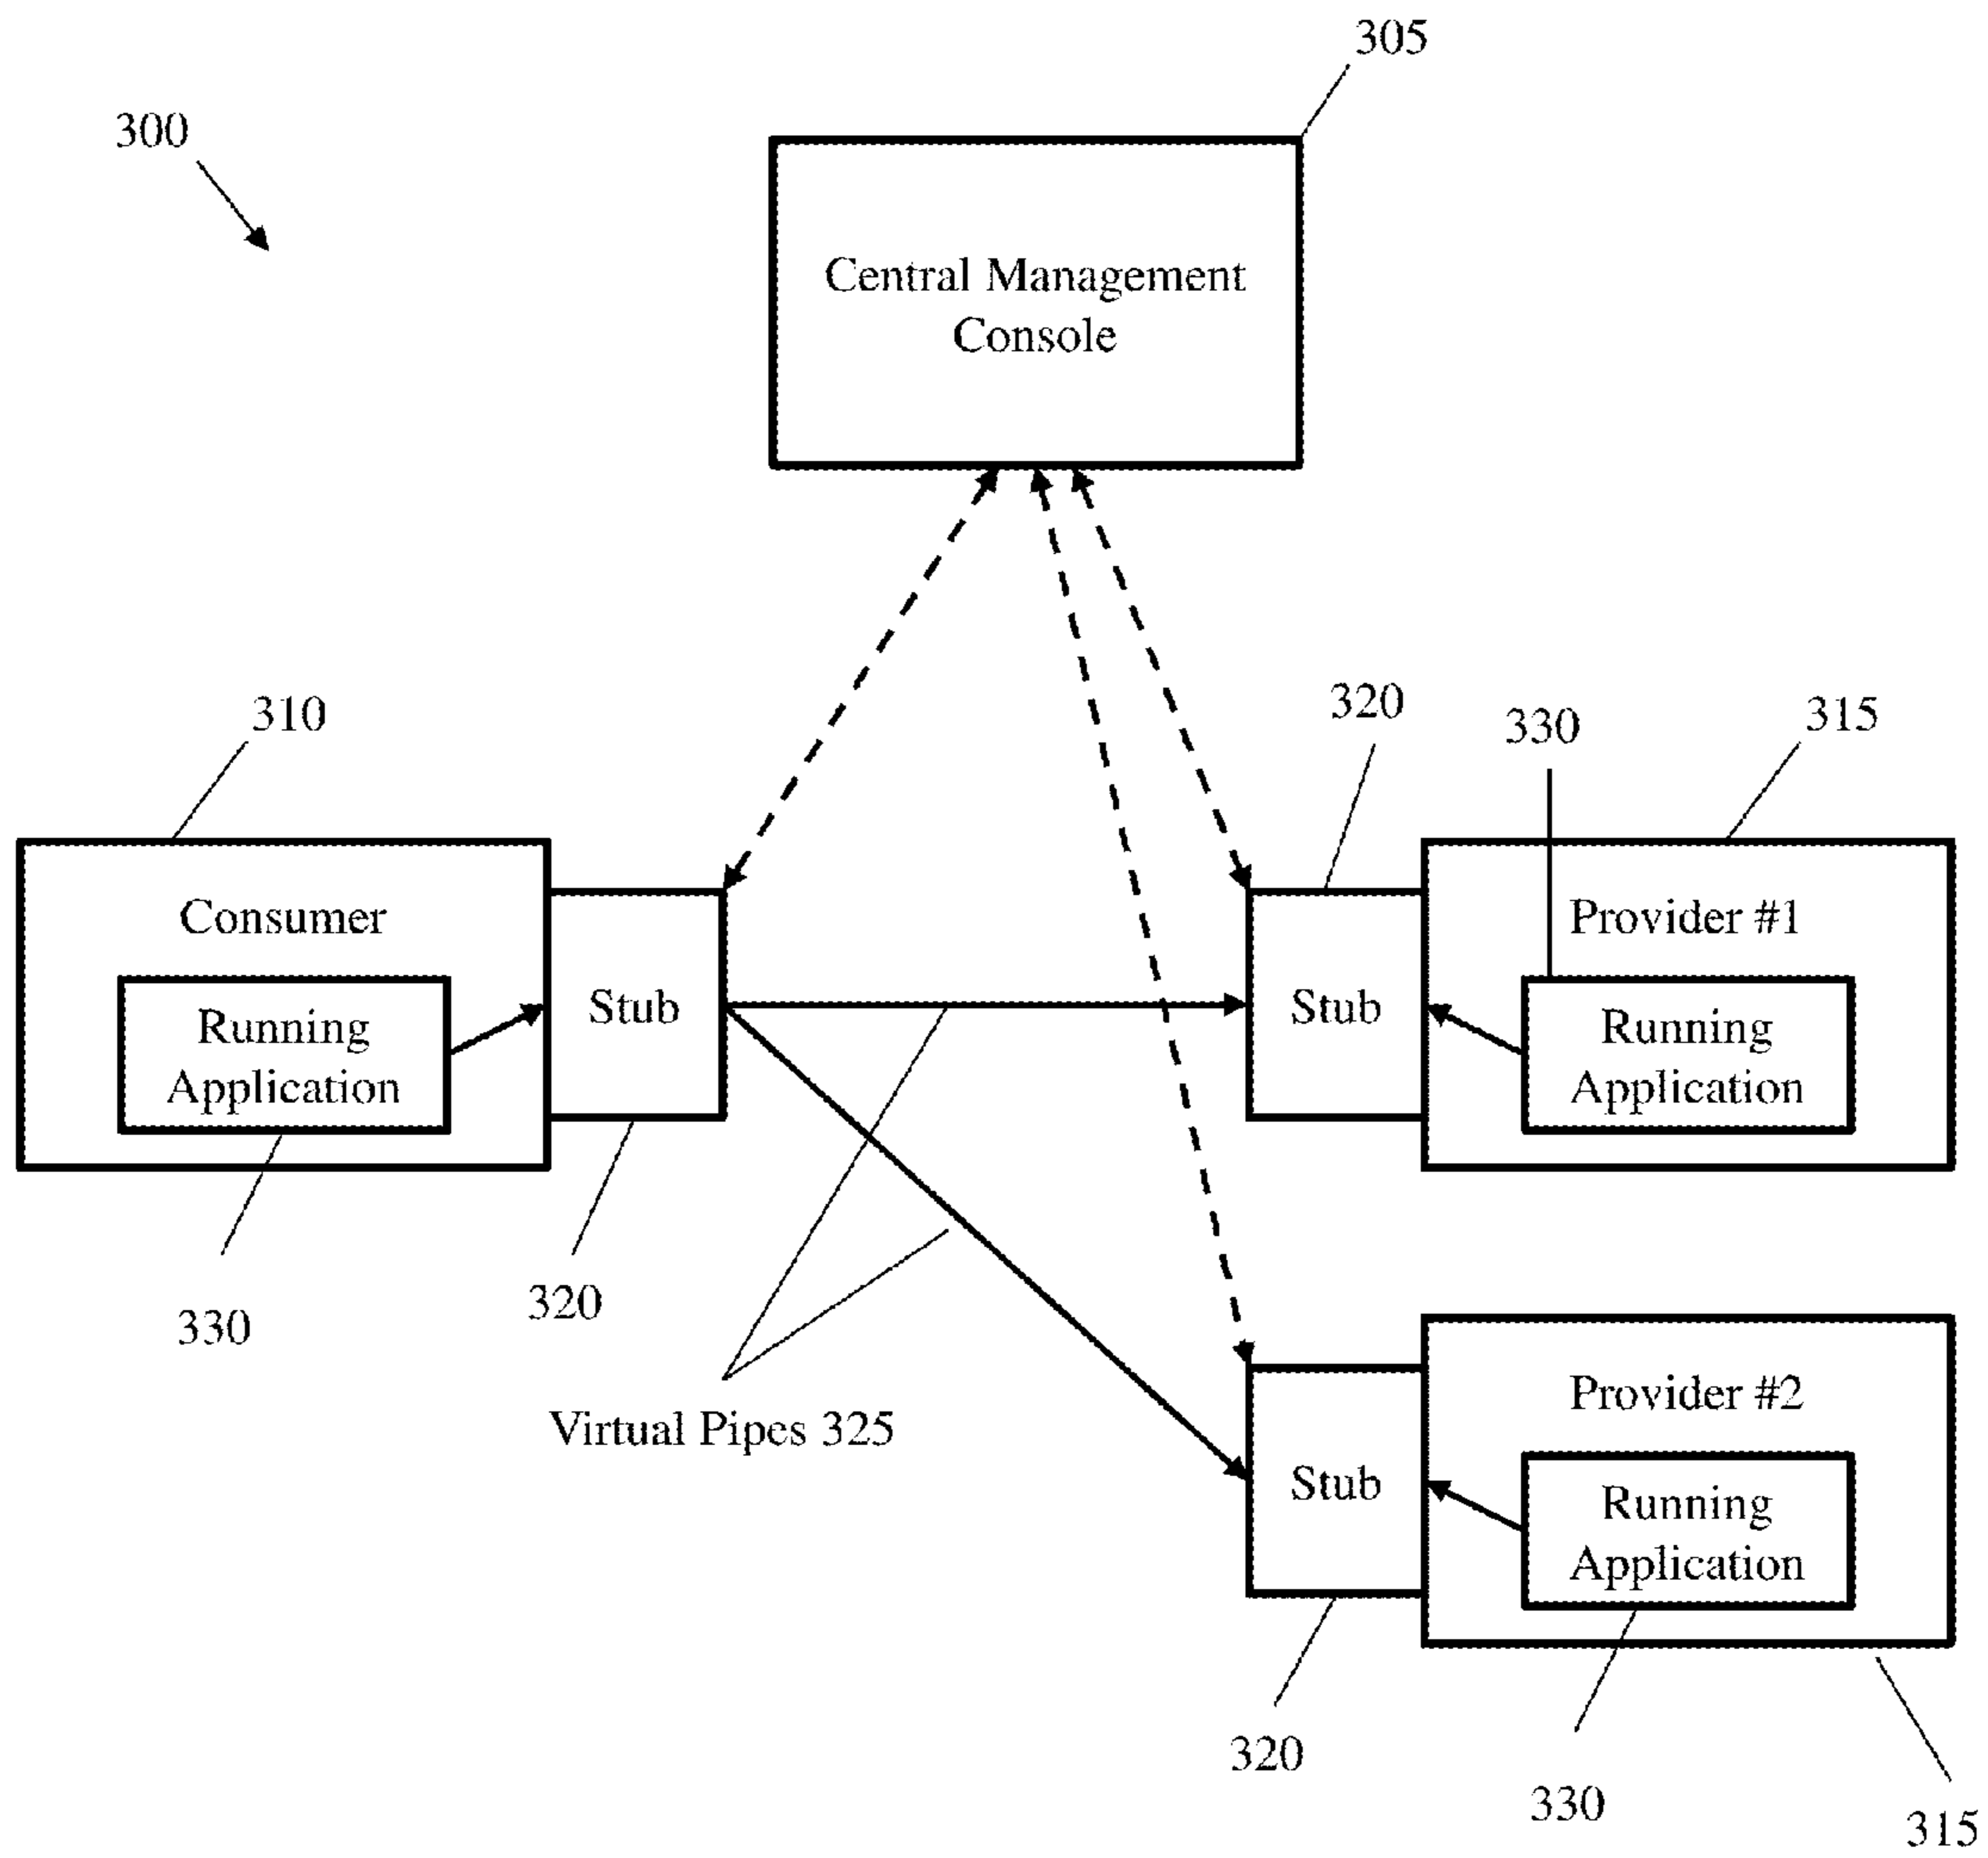 305
300
Central Management
Console
310
320
330
315
Consumer
Running
Application
Stub
Stub
Provider #1
Running
Application
330
320
Virtual Pipes 325
Stub
Provider #2
Running
Application
320
330
315